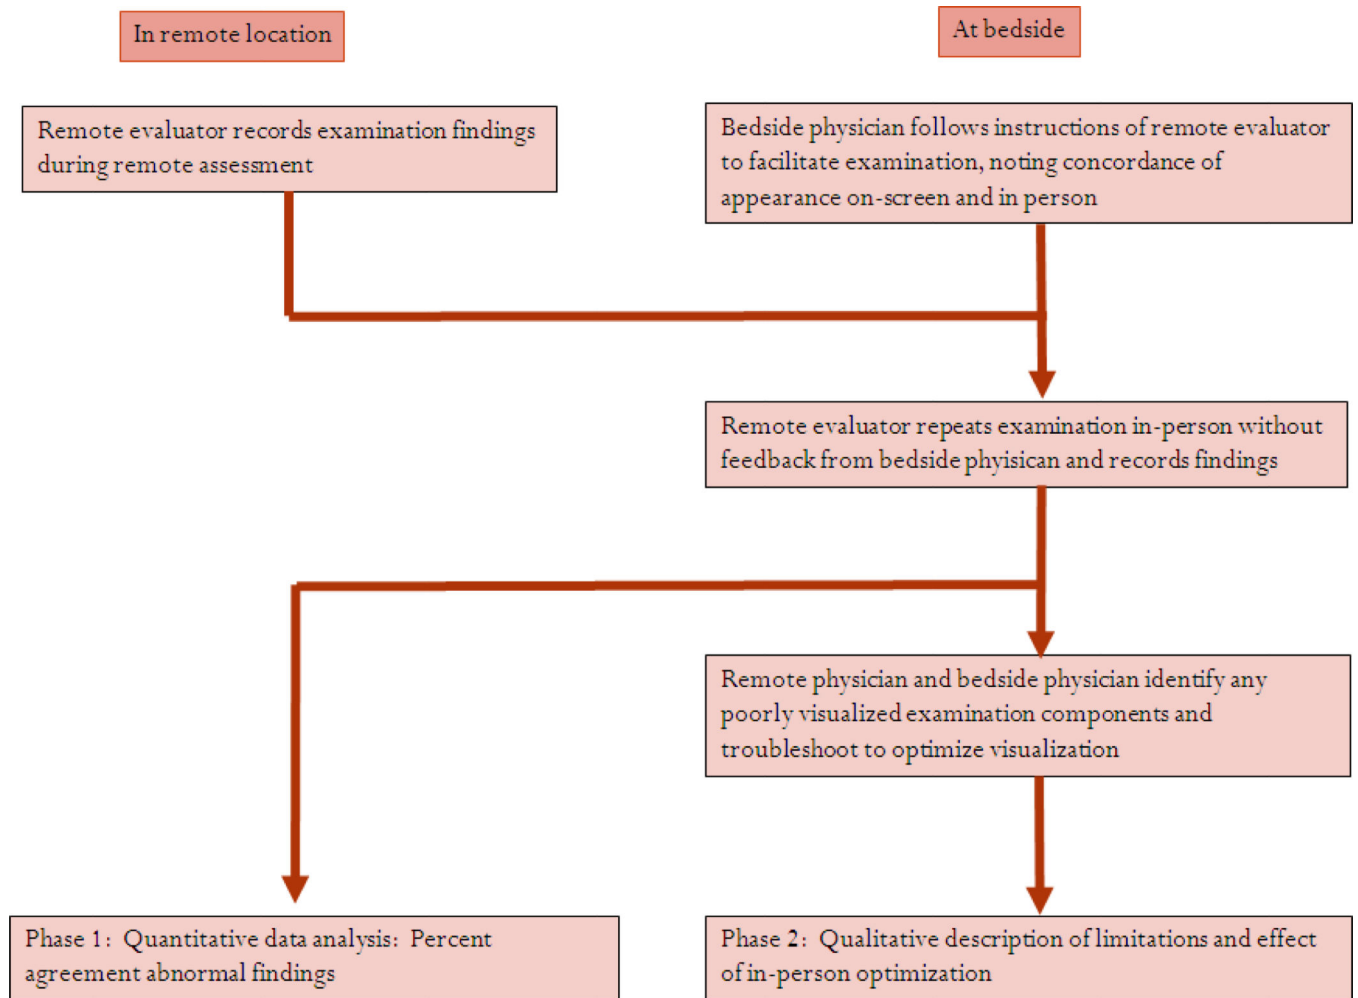 In remote location
At bedside
Remote evaluator records examination findings
during remote assessment
Bedside physician follows instructions of remote evaluator
to facilitate examination, noting concordance of
appearance on-screen and in person
Remote evaluator repeats examination in-person without
feedback from bedside phyisican and records findings
Remote physician and bedside physician identify any
poorly visualized examination components and
troubleshoot to optimize visualization
Phase 1:  Quantitative data analysis:  Percent
agreement abnormal findings
Phase 2:  Qualitative description of limitations and effect
of in-person optimization